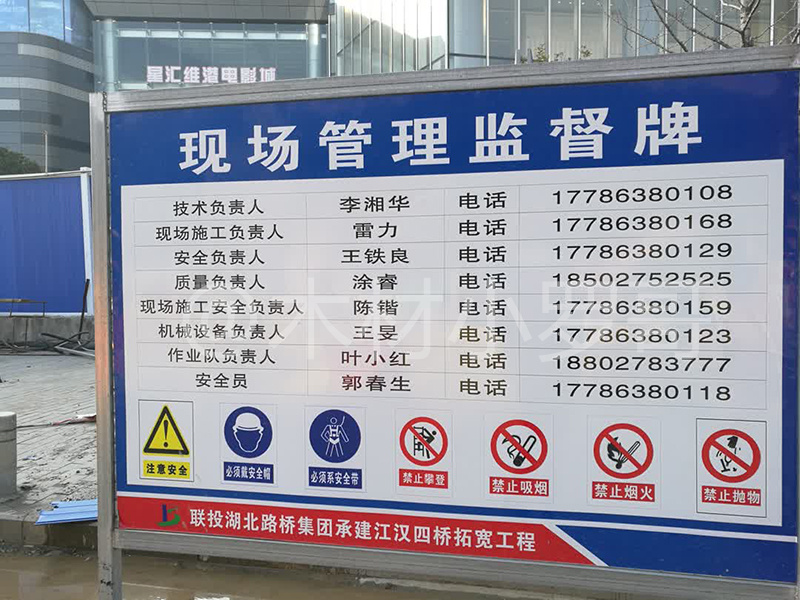 星汇维港电影城
现场管理监督牌
技术负责人 李湘华 电话 17786380108
现场施工负责人 雷力 电话 17786380168
安全负责人 王铁良 电话 17786380129
质量负责人 涂睿 电话 18502752525
现场施工安全负责人 陈锴 电话 17786380159
机械设备负责人 王旻 电话 17786380123
作业队负责人 叶小红 电话 18802783777
安全员 郭春生 电话 17786380118
注意安全 必须戴安全帽 必须系安全带 禁止攀登 禁止吸烟 禁止烟火 禁止抛物
联投湖北路桥集团承建江汉四桥拓宽工程